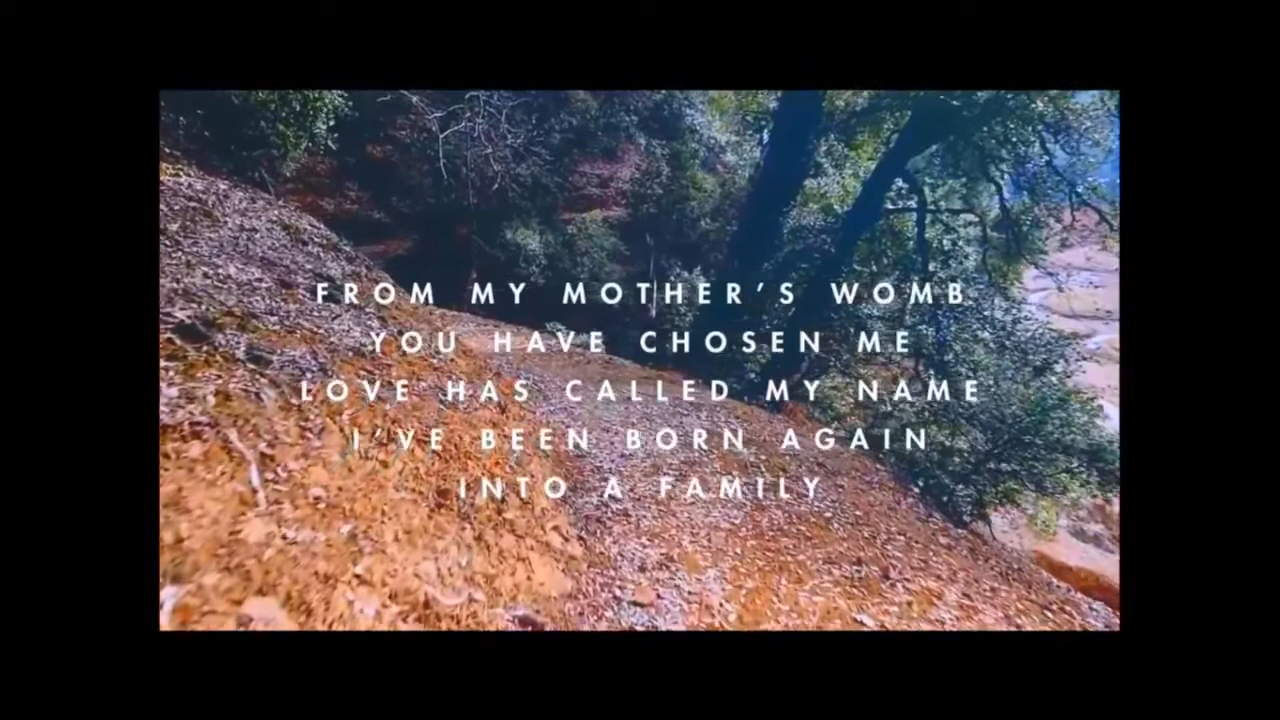 FROM MY MOTHER'S WOMB
YOU HAVE CHOSEN ME
LOVE HAS CALLED MY NAME
I'VE BEEN BORN AGAIN
INTO A FAMILY